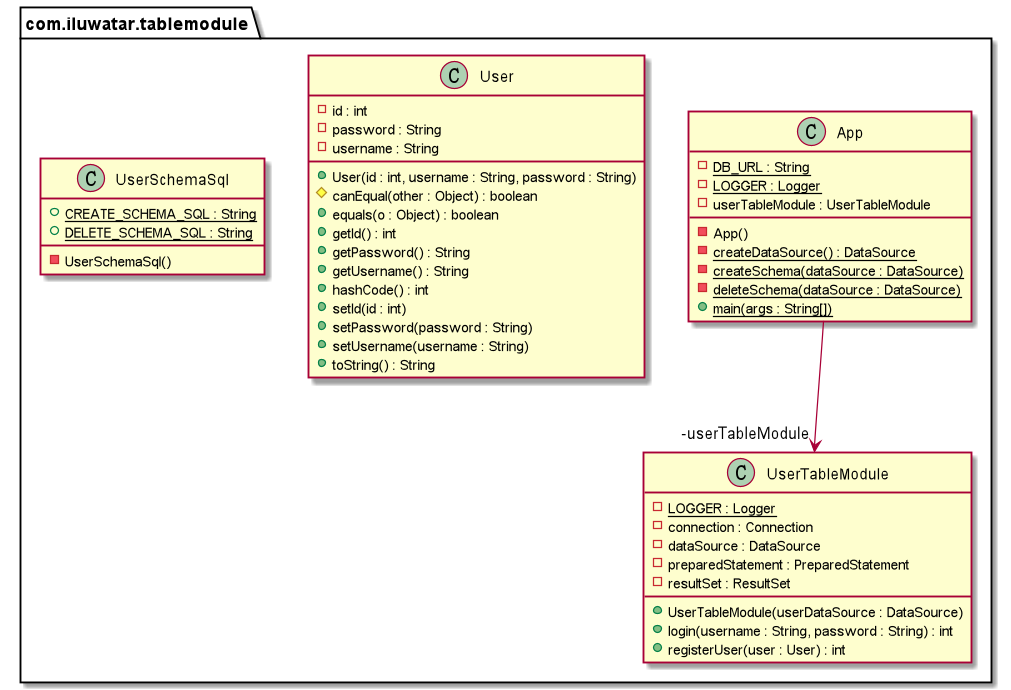 com.iluwatar.tablemodule
C UserSchemaSql
CREATE_SCHEMA_SQL : String
DELETE_SCHEMA_SQL : String
UserSchemaSql()
C User
id : int
password : String
username : String
User(id : int, username : String, password : String)
canEqual(other : Object) : boolean
equals(o : Object) : boolean
getId() : int
getPassword() : String
getUsername() : String
hashCode() : int
setId(id : int)
setPassword(password : String)
setUsername(username : String)
toString() : String
C App
DB_URL : String
LOGGER : Logger
userTableModule : UserTableModule
App()
createDataSource() : DataSource
createSchema(dataSource : DataSource)
deleteSchema(dataSource : DataSource)
main(args : String[])
-userTableModule
C UserTableModule
LOGGER : Logger
connection : Connection
dataSource : DataSource
preparedStatement : PreparedStatement
resultSet : ResultSet
UserTableModule(userDataSource : DataSource)
login(username : String, password : String) : int
registerUser(user : User) : int